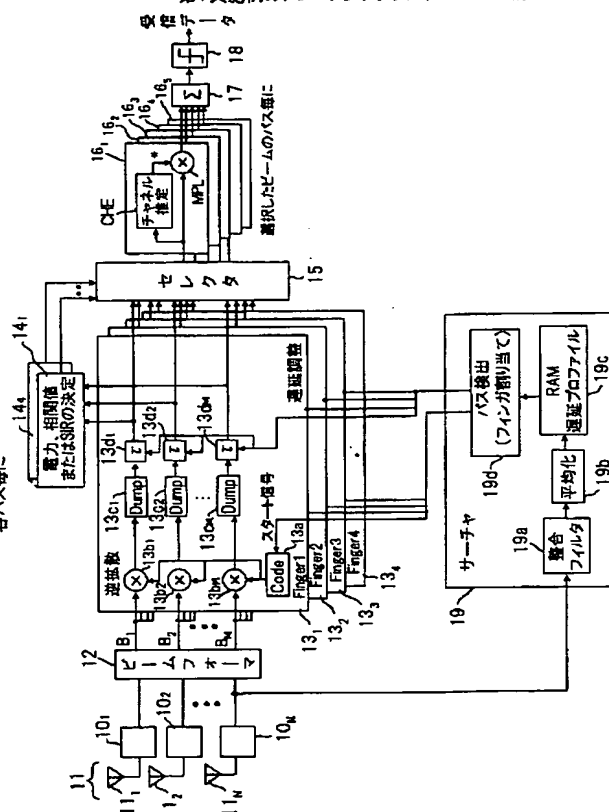 各パス毎に
11
11₁
1₂
11ₙ
10₁
10₂
10ₙ
12
ビームフォーマ
B₁
B₂
Bₘ
逆拡散
13b₁
13b₂
13bₘ
13c₁
13c₂
13cₘ
Dump
Dump
Dump
13d₁
13d₂
13dₘ
τ
τ
τ
遅延調整
Code
13a
スタート信号
Finger1
Finger2
Finger3
Finger4
13₁
13₂
13₃
13₄
14₄
14₁
電力、相関値
またはSIRの決定
セレクタ
15
CHE
チャネル
推定
*
MPL
16₁
16₂
16₃
16₄
16₅
選択したビームのパス毎に
Σ
17
18
受信データ
サーチャ
19
19a
整合
フィルタ
平均化
19b
RAM
遅延プロファイル
19c
パス検出
(フィンガ割り当て)
19d